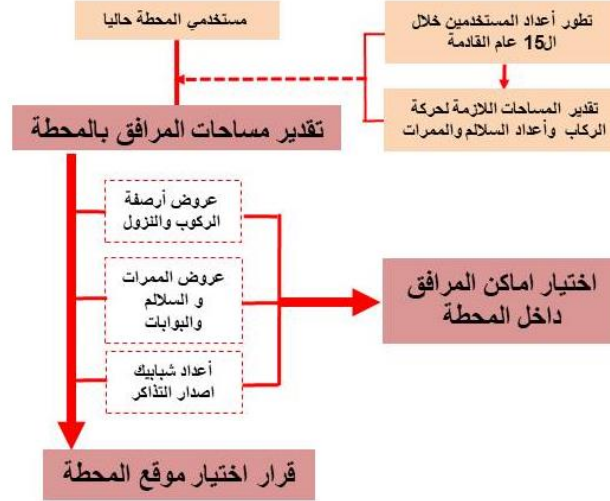 تطور أعداد المستخدمين خلال
ال15 عام القادمة
مستخدمي المحطة حاليا
تقدير المساحات اللازمة لحركة
الركاب وأعداد السلالم والممرات
تقدير مساحات المرافق بالمحطة
عروض أرصفة
الركوب والنزول
عروض الممرات
و السلالم
والبوابات
أعداد شبابيك
اصدار التذاكر
اختيار اماكن المرافق
داخل المحطة
قرار اختيار موقع المحطة